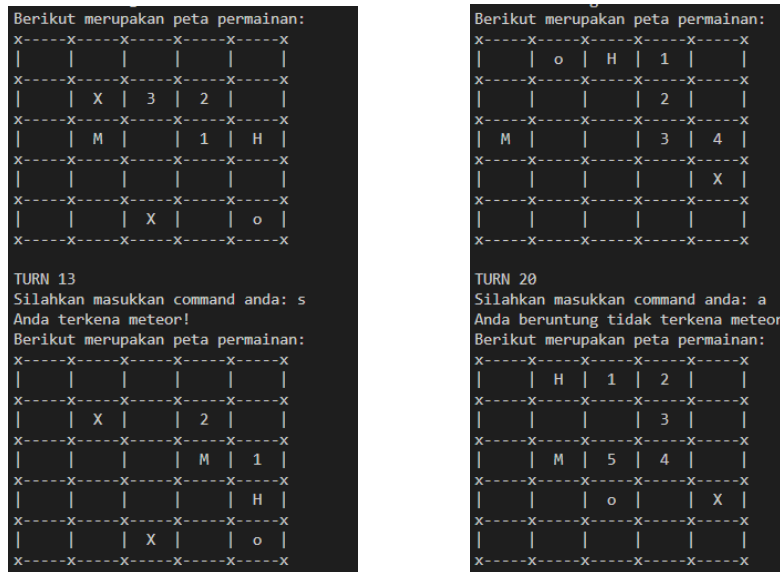 Berikut merupakan peta permainan:
x-----x-----x-----x-----x-----x
|     |     |     |     |     |
x-----x-----x-----x-----x-----x
|     |  X  |  3  |  2  |     |
x-----x-----x-----x-----x-----x
|     |  M  |     |  1  |  H  |
x-----x-----x-----x-----x-----x
|     |     |     |     |     |
x-----x-----x-----x-----x-----x
|     |     |  X  |     |  o  |
x-----x-----x-----x-----x-----x
TURN 13
Silahkan masukkan command anda: s
Anda terkena meteor!
Berikut merupakan peta permainan:
x-----x-----x-----x-----x-----x
|     |     |     |     |     |
x-----x-----x-----x-----x-----x
|     |  X  |     |  2  |     |
x-----x-----x-----x-----x-----x
|     |     |     |  M  |  1  |
x-----x-----x-----x-----x-----x
|     |     |     |     |  H  |
x-----x-----x-----x-----x-----x
|     |     |  X  |     |  o  |
x-----x-----x-----x-----x-----x
Berikut merupakan peta permainan:
x-----x-----x-----x-----x-----x
|     |  o  |  H  |  1  |     |
x-----x-----x-----x-----x-----x
|     |     |     |  2  |     |
x-----x-----x-----x-----x-----x
|  M  |     |     |  3  |  4  |
x-----x-----x-----x-----x-----x
|     |     |     |     |  X  |
x-----x-----x-----x-----x-----x
|     |     |     |     |     |
x-----x-----x-----x-----x-----x
TURN 20
Silahkan masukkan command anda: a
Anda beruntung tidak terkena meteor
Berikut merupakan peta permainan:
x-----x-----x-----x-----x-----x
|     |  H  |  1  |  2  |     |
x-----x-----x-----x-----x-----x
|     |     |     |  3  |     |
x-----x-----x-----x-----x-----x
|     |  M  |  5  |  4  |     |
x-----x-----x-----x-----x-----x
|     |     |  o  |     |  X  |
x-----x-----x-----x-----x-----x
|     |     |     |     |     |
x-----x-----x-----x-----x-----x